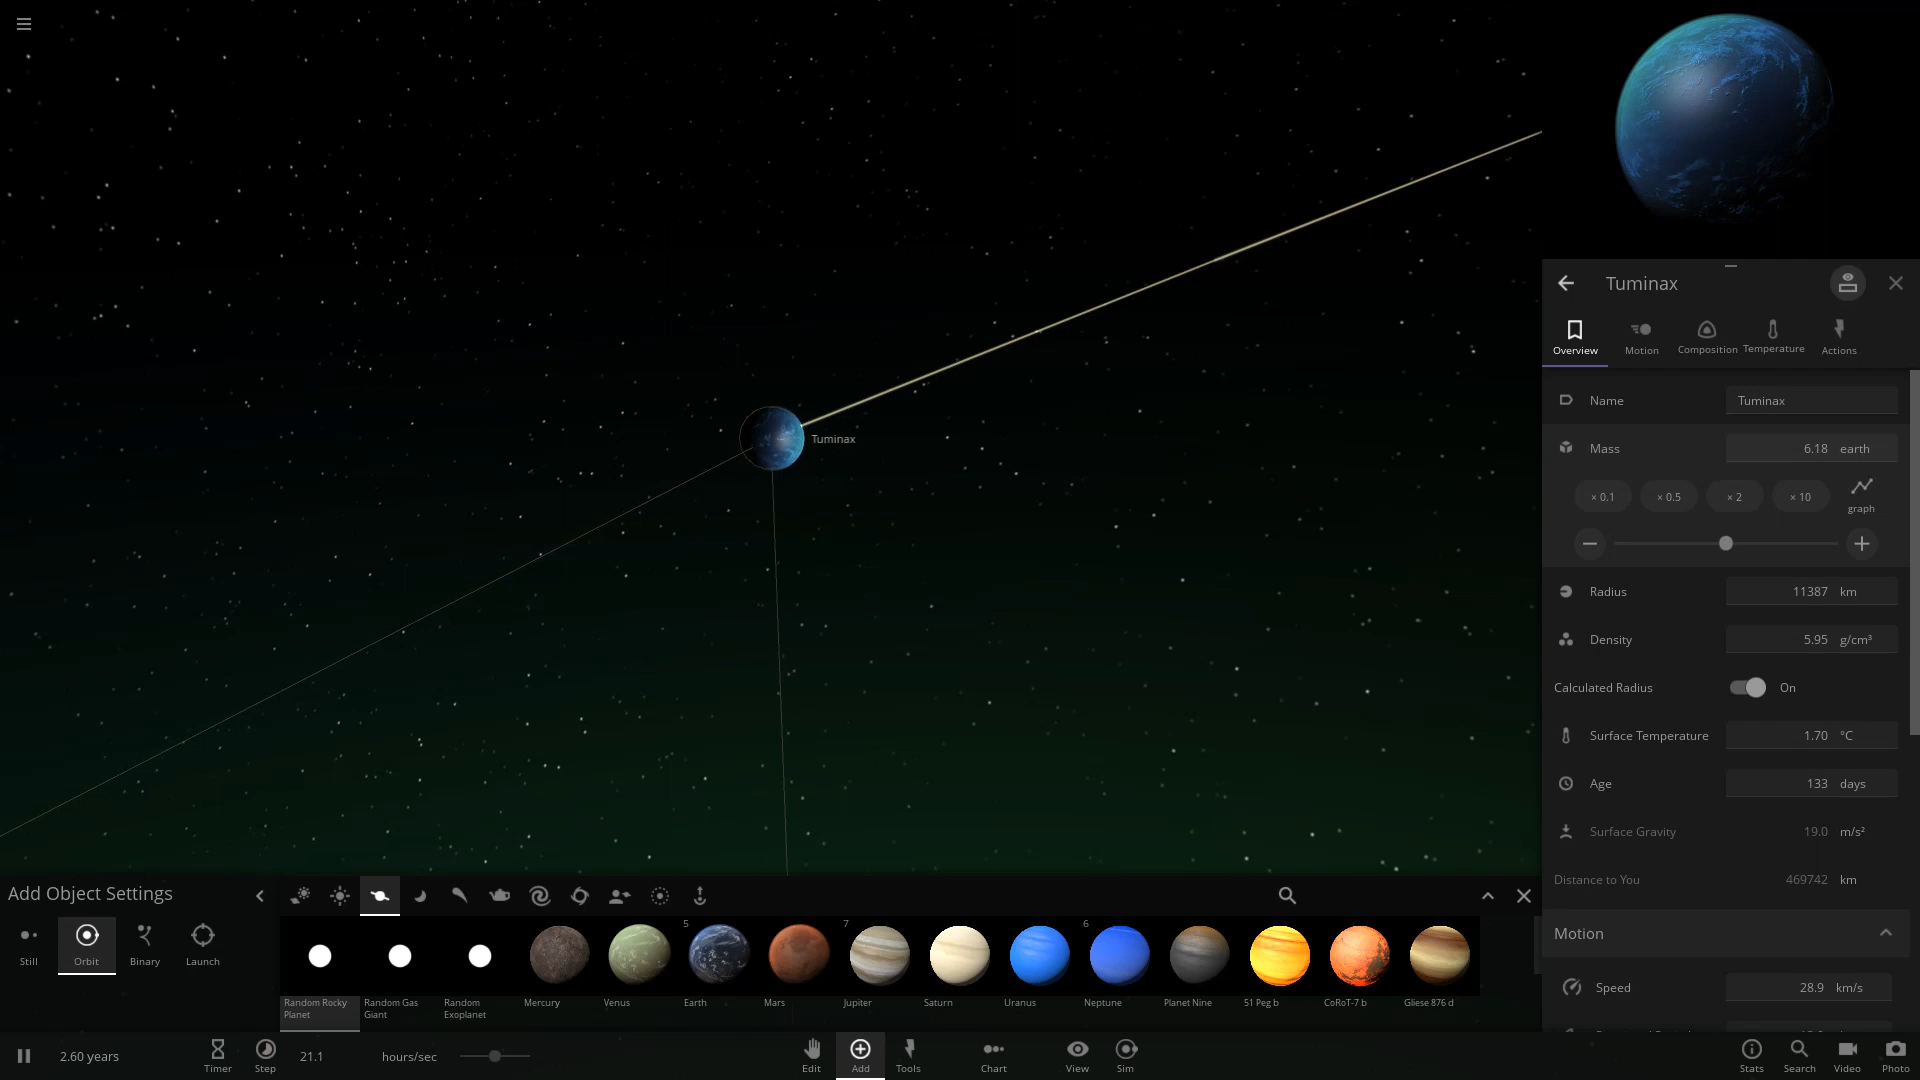 Tuminax
Tuminax
Overview
Motion
Composition
Temperature
Actions
Name
Tuminax
Mass
6.18 earth
× 0.1
× 0.5
× 2
× 10
graph
Radius
11387 km
Density
5.95 g/cm³
Calculated Radius
On
Surface Temperature
1.70 °C
Age
133 days
Surface Gravity
19.0 m/s²
Distance to You
469742 km
Motion
Speed
28.9 km/s
Add Object Settings
Still
Orbit
Binary
Launch
5
7
6
Random Rocky
Planet
Random Gas
Giant
Random
Exoplanet
Mercury
Venus
Earth
Mars
Jupiter
Saturn
Uranus
Neptune
Planet Nine
51 Peg b
CoRoT-7 b
Gliese 876 d
2.60 years
Timer
Step
21.1
hours/sec
Edit
Add
Tools
Chart
View
Sim
Stats
Search
Video
Photo